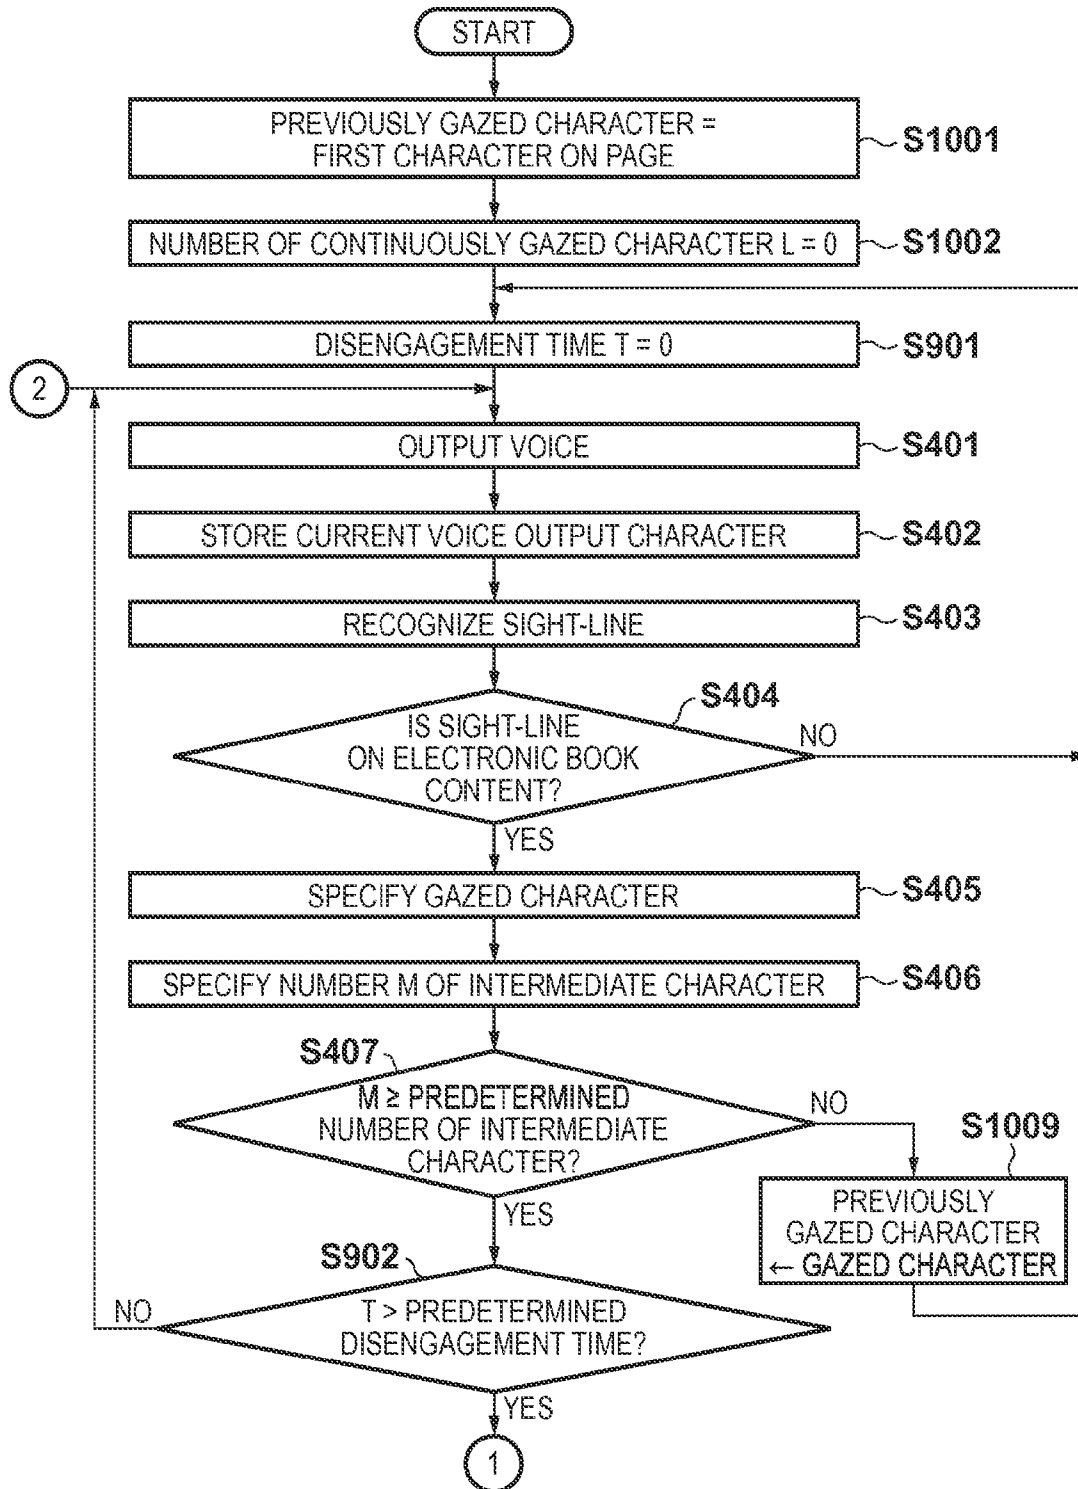 START
PREVIOUSLY GAZED CHARACTER =
FIRST CHARACTER ON PAGE
S1001
NUMBER OF CONTINUOUSLY GAZED CHARACTER L = 0
S1002
DISENGAGEMENT TIME T = 0
S901
2
OUTPUT VOICE
S401
STORE CURRENT VOICE OUTPUT CHARACTER
S402
RECOGNIZE SIGHT-LINE
S403
S404
IS SIGHT-LINE
ON ELECTRONIC BOOK
CONTENT?
NO
YES
SPECIFY GAZED CHARACTER
S405
SPECIFY NUMBER M OF INTERMEDIATE CHARACTER
S406
S407
M ≥ PREDETERMINED
NUMBER OF INTERMEDIATE
CHARACTER?
NO
YES
S1009
PREVIOUSLY
GAZED CHARACTER
← GAZED CHARACTER
S902
T > PREDETERMINED
DISENGAGEMENT TIME?
NO
YES
1